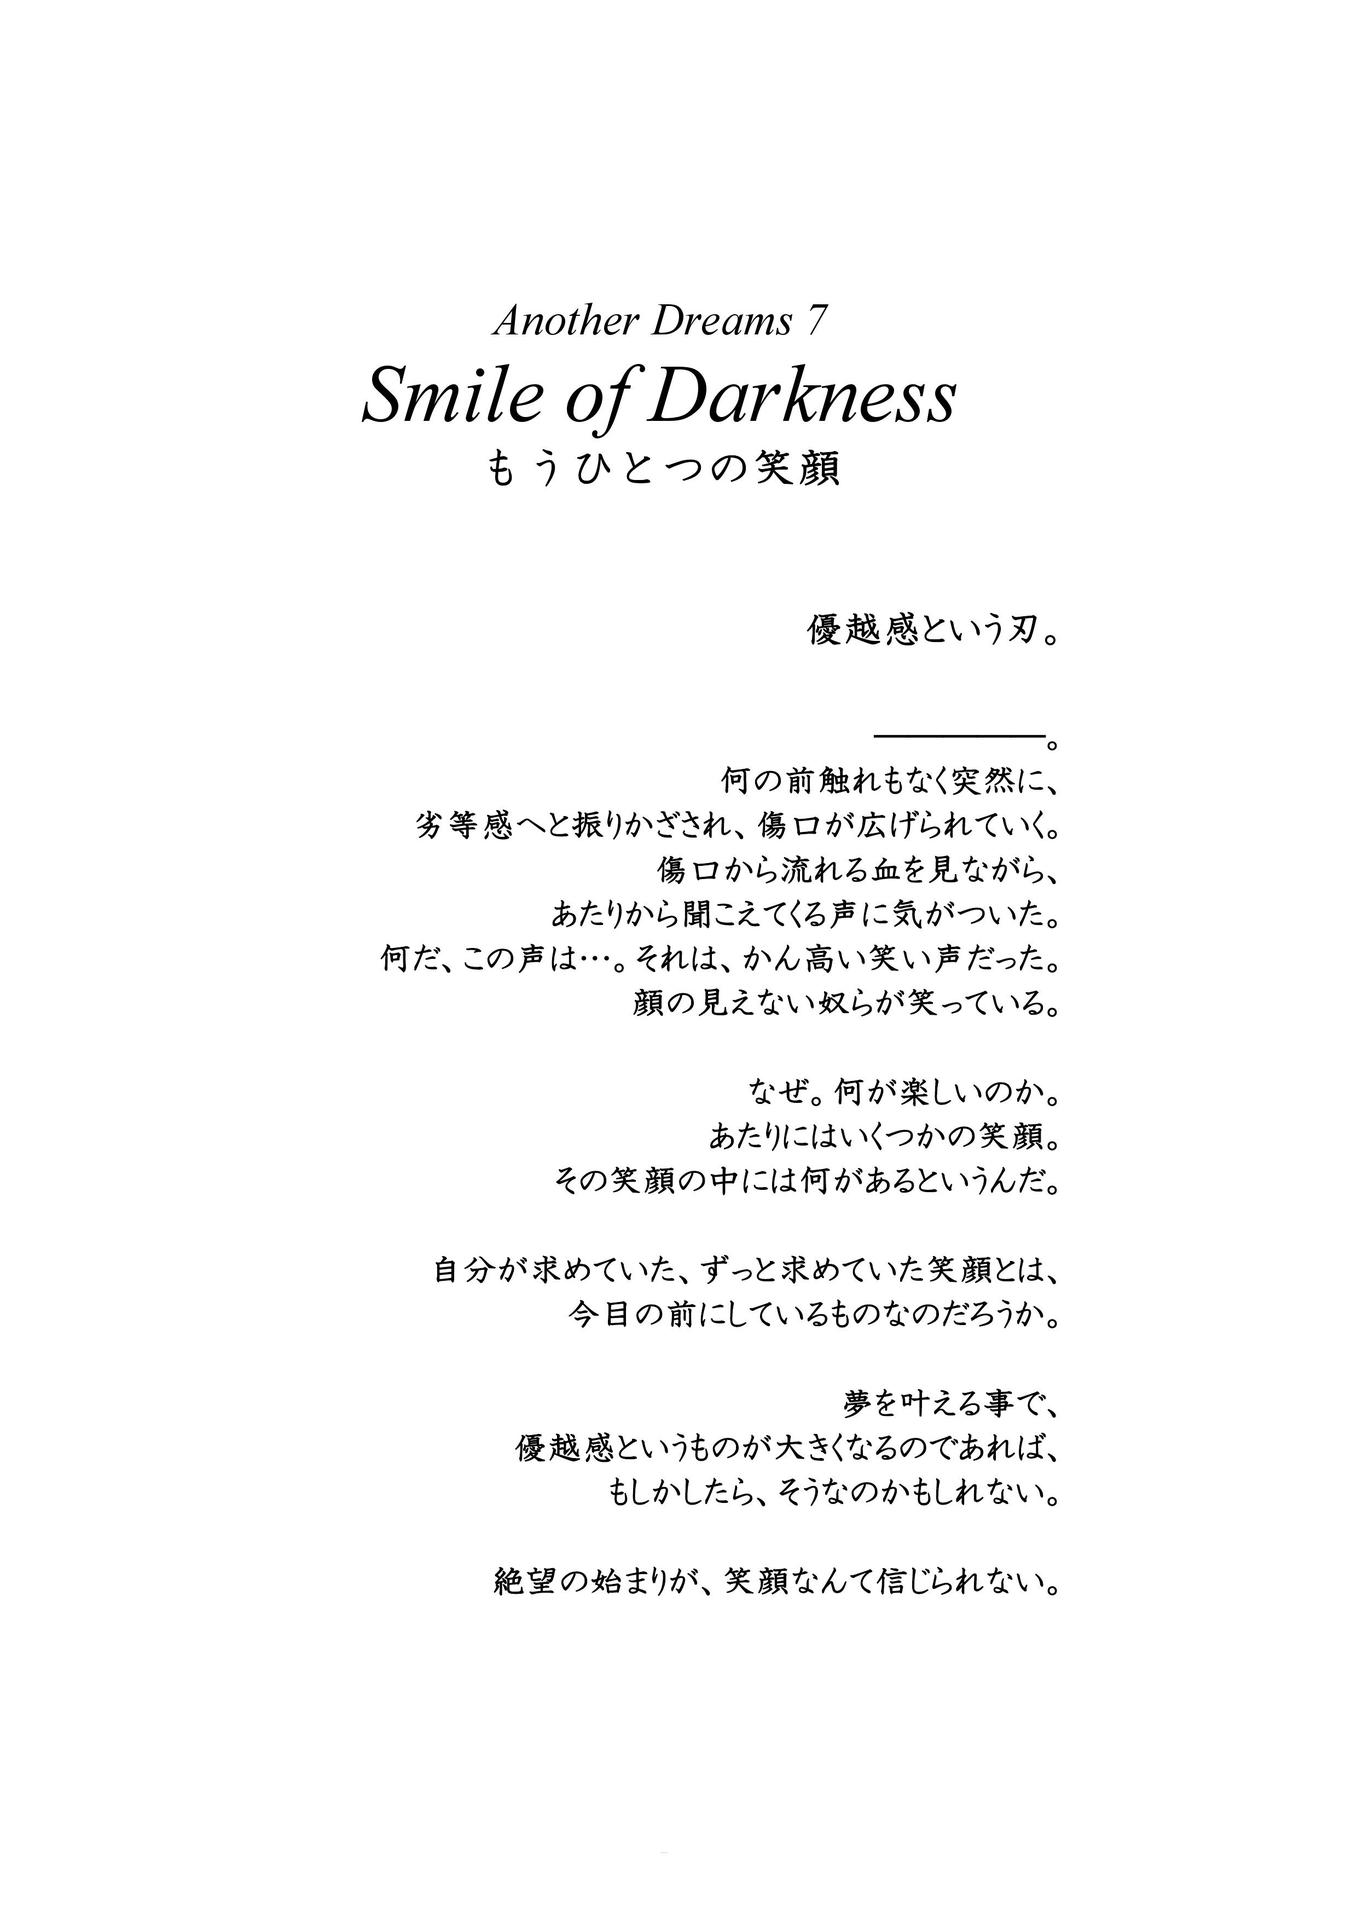 Another Dreams 7
Smile of Darkness
もうひとつの笑顔
優越感という刃。
―――――。
何の前触れもなく突然に、
劣等感へと振りかざされ、傷口が広げられていく。
傷口から流れる血を見ながら、
あたりから聞こえてくる声に気がついた。
何だ、この声は…。それは、かん高い笑い声だった。
顔の見えない奴らが笑っている。
なぜ。何が楽しいのか。
あたりにはいくつかの笑顔。
その笑顔の中には何があるというんだ。
自分が求めていた、ずっと求めていた笑顔とは、
今目の前にしているものなのだろうか。
夢を叶える事で、
優越感というものが大きくなるのであれば、
もしかしたら、そうなのかもしれない。
絶望の始まりが、笑顔なんて信じられない。